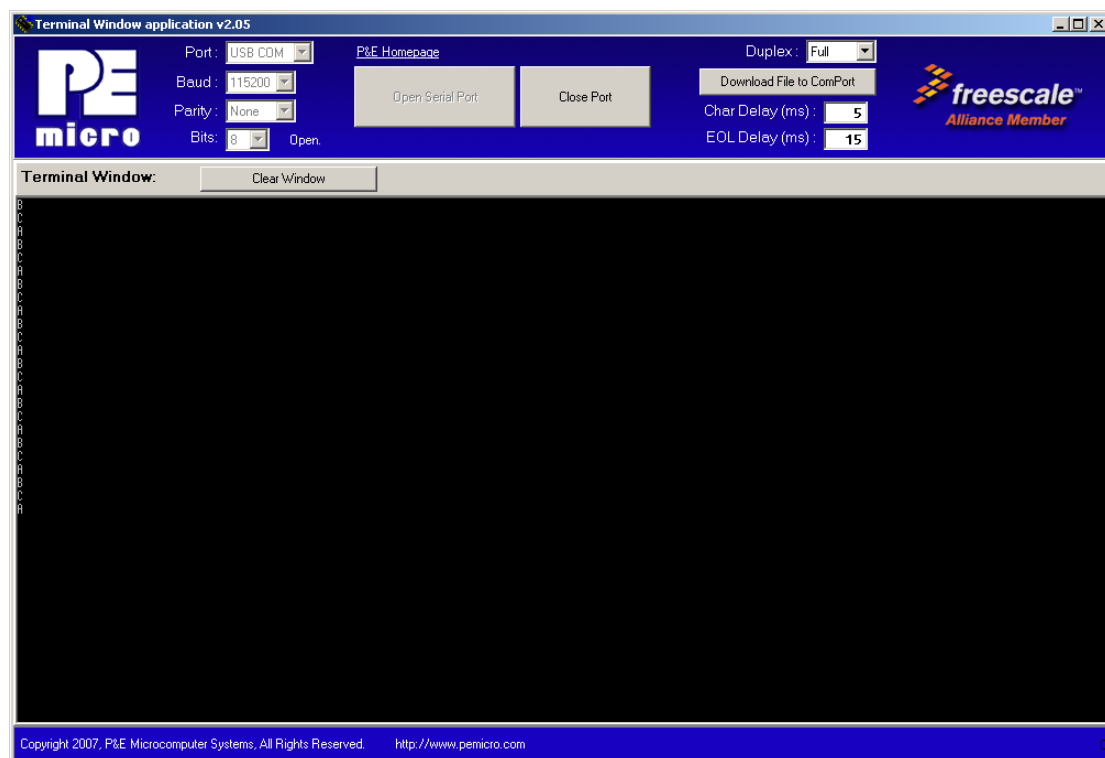 Terminal Window application v2.05
PE
micro
Port : USB COM
Baud : 115200
Parity : None
Bits: 8 Open.
P&E Homepage
Open Serial Port
Close Port
Duplex : Full
Download File to ComPort
Char Delay (ms) : 5
EOL Delay (ms) : 15
freescale™
Alliance Member
Terminal Window:
Clear Window
B
C
A
B
C
A
B
C
A
B
C
A
B
C
A
B
C
A
B
C
A
B
C
A
Copyright 2007, P&E Microcomputer Systems, All Rights Reserved. http://www.pemicro.com